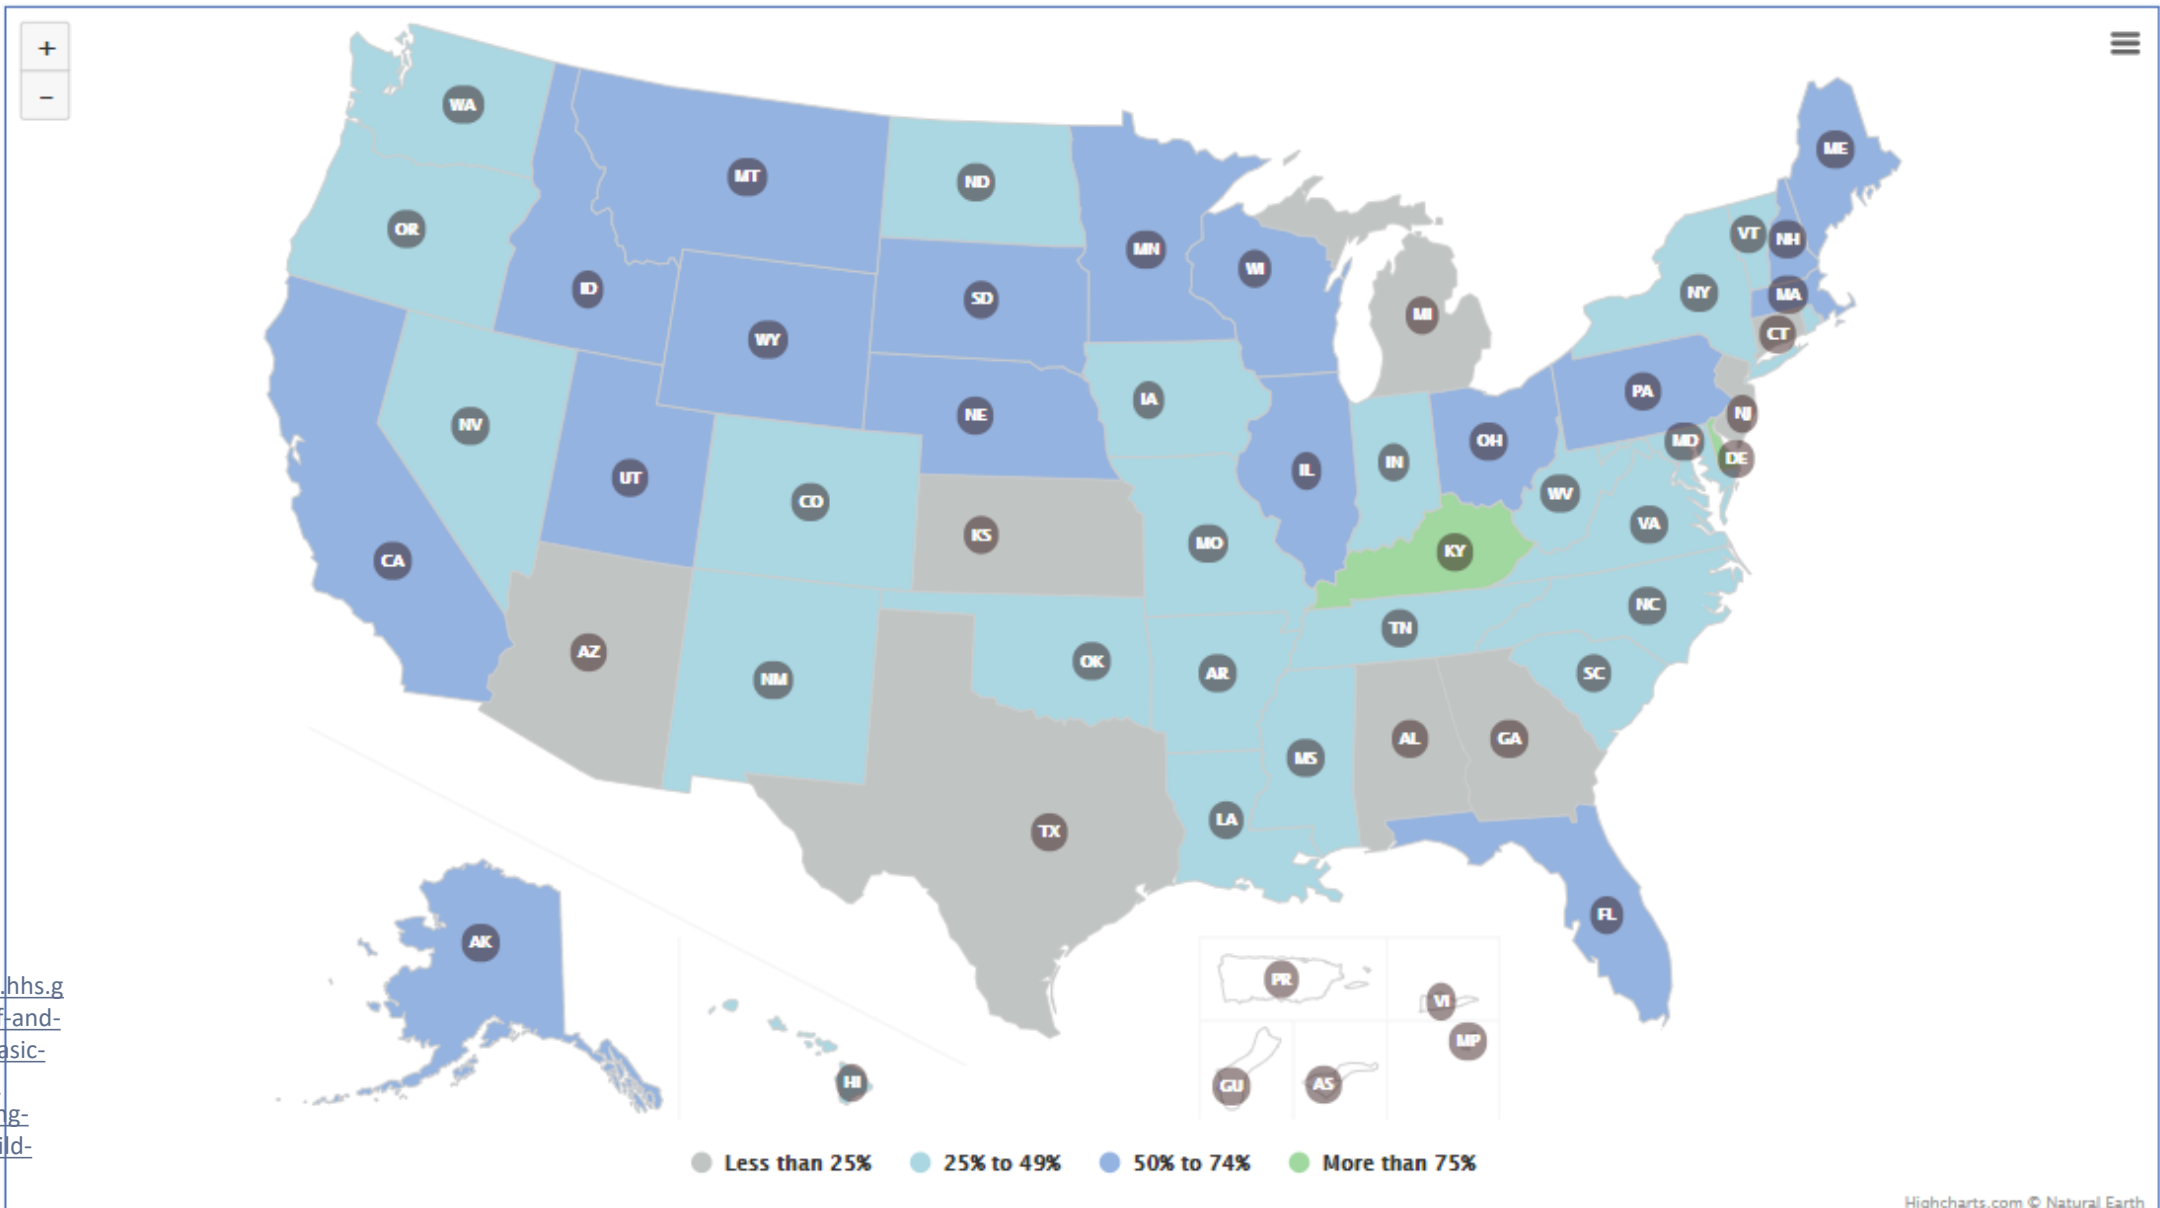 +
−
WA
ME
MT
ND
OR
VT
NH
MN
WI
ID
SD
NY
MA
MI
CT
WY
PA
IA
NE
NJ
NV
OH
MD
DE
IN
IL
UT
WV
CO
VA
KS
MO
KY
CA
NC
TN
AZ
OK
AR
SC
NM
MS
AL
GA
LA
TX
FL
AK
PR
.hhs.g
VI
f-and-
MP
asic-
HI
GU
AS
ng-
ild-
Less than 25%
25% to 49%
50% to 74%
More than 75%
Highcharts.com © Natural Earth